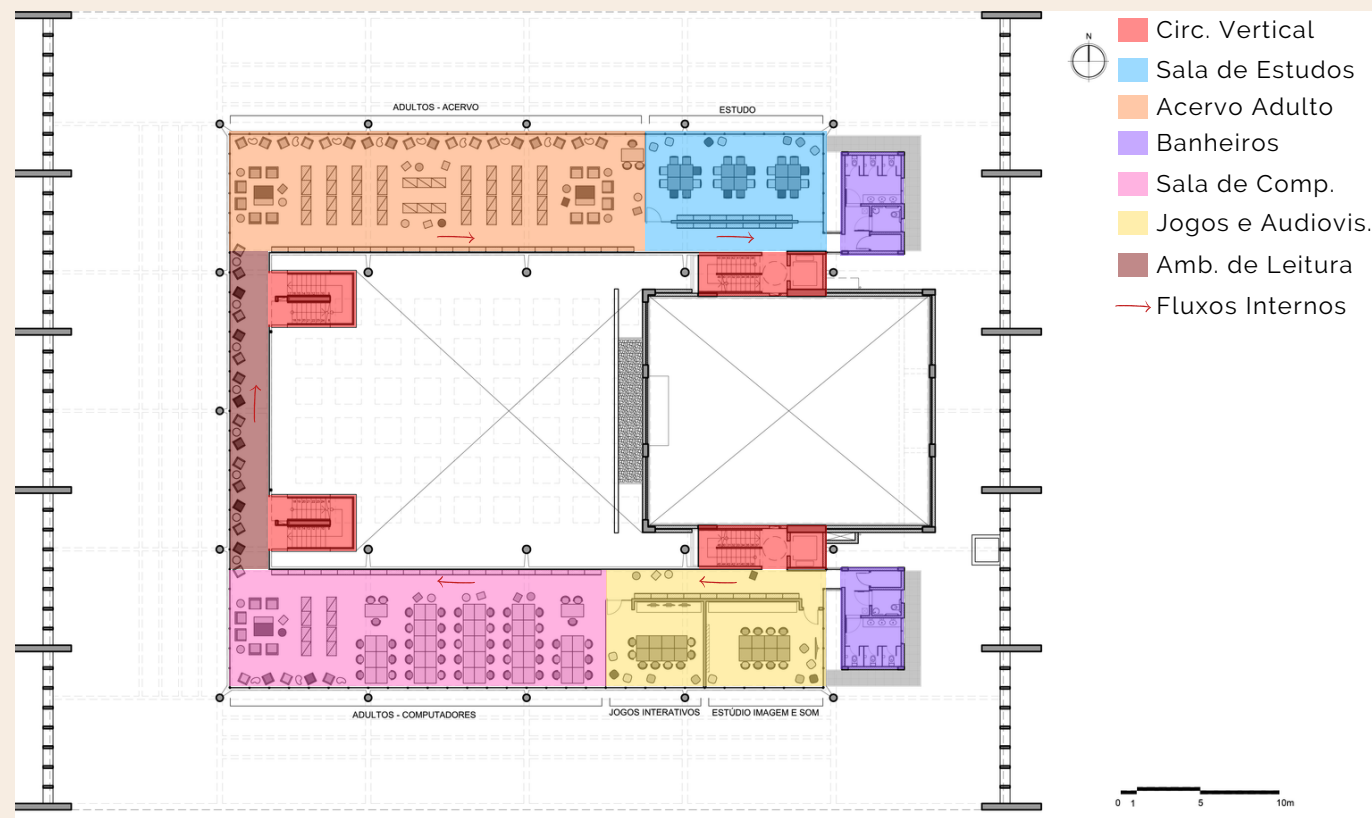 ADULTOS - ACERVO
ESTUDO
N
Circ. Vertical
Sala de Estudos
Acervo Adulto
Banheiros
Sala de Comp.
Jogos e Audiovis.
Amb. de Leitura
Fluxos Internos
ADULTOS - COMPUTADORES
JOGOS INTERATIVOS
ESTÚDIO IMAGEM E SOM
0 1 5 10m